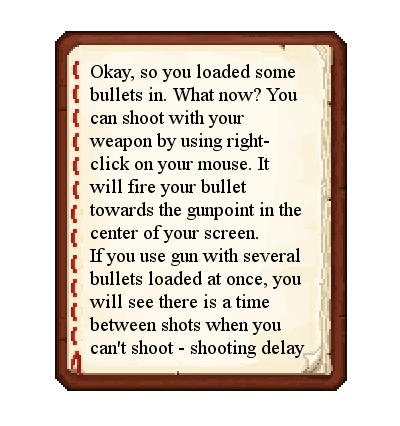 Okay, so you loaded some
bullets in. What now? You
can shoot with your
weapon by using right-
click on your mouse. It
will fire your bullet
towards the gunpoint in the
center of your screen.
If you use gun with several
bullets loaded at once, you
will see there is a time
between shots when you
can't shoot - shooting delay